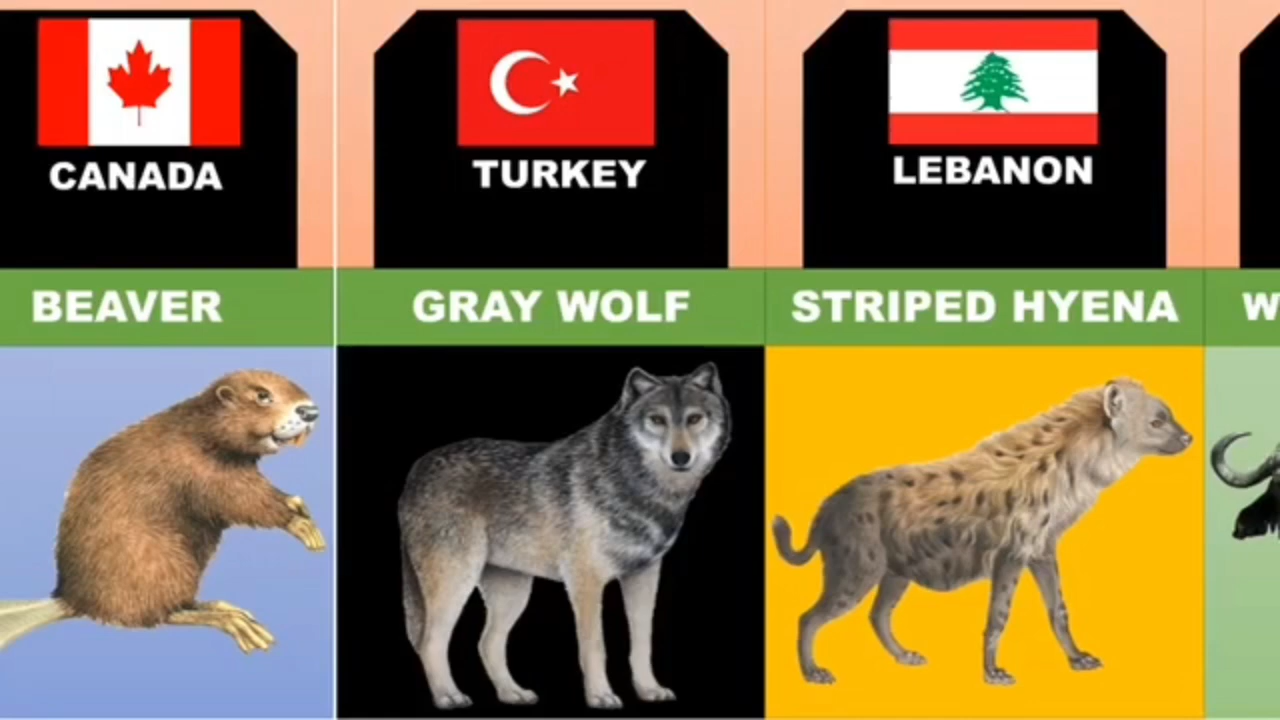 CANADA
TURKEY
LEBANON
BEAVER
GRAY WOLF
STRIPED HYENA
W